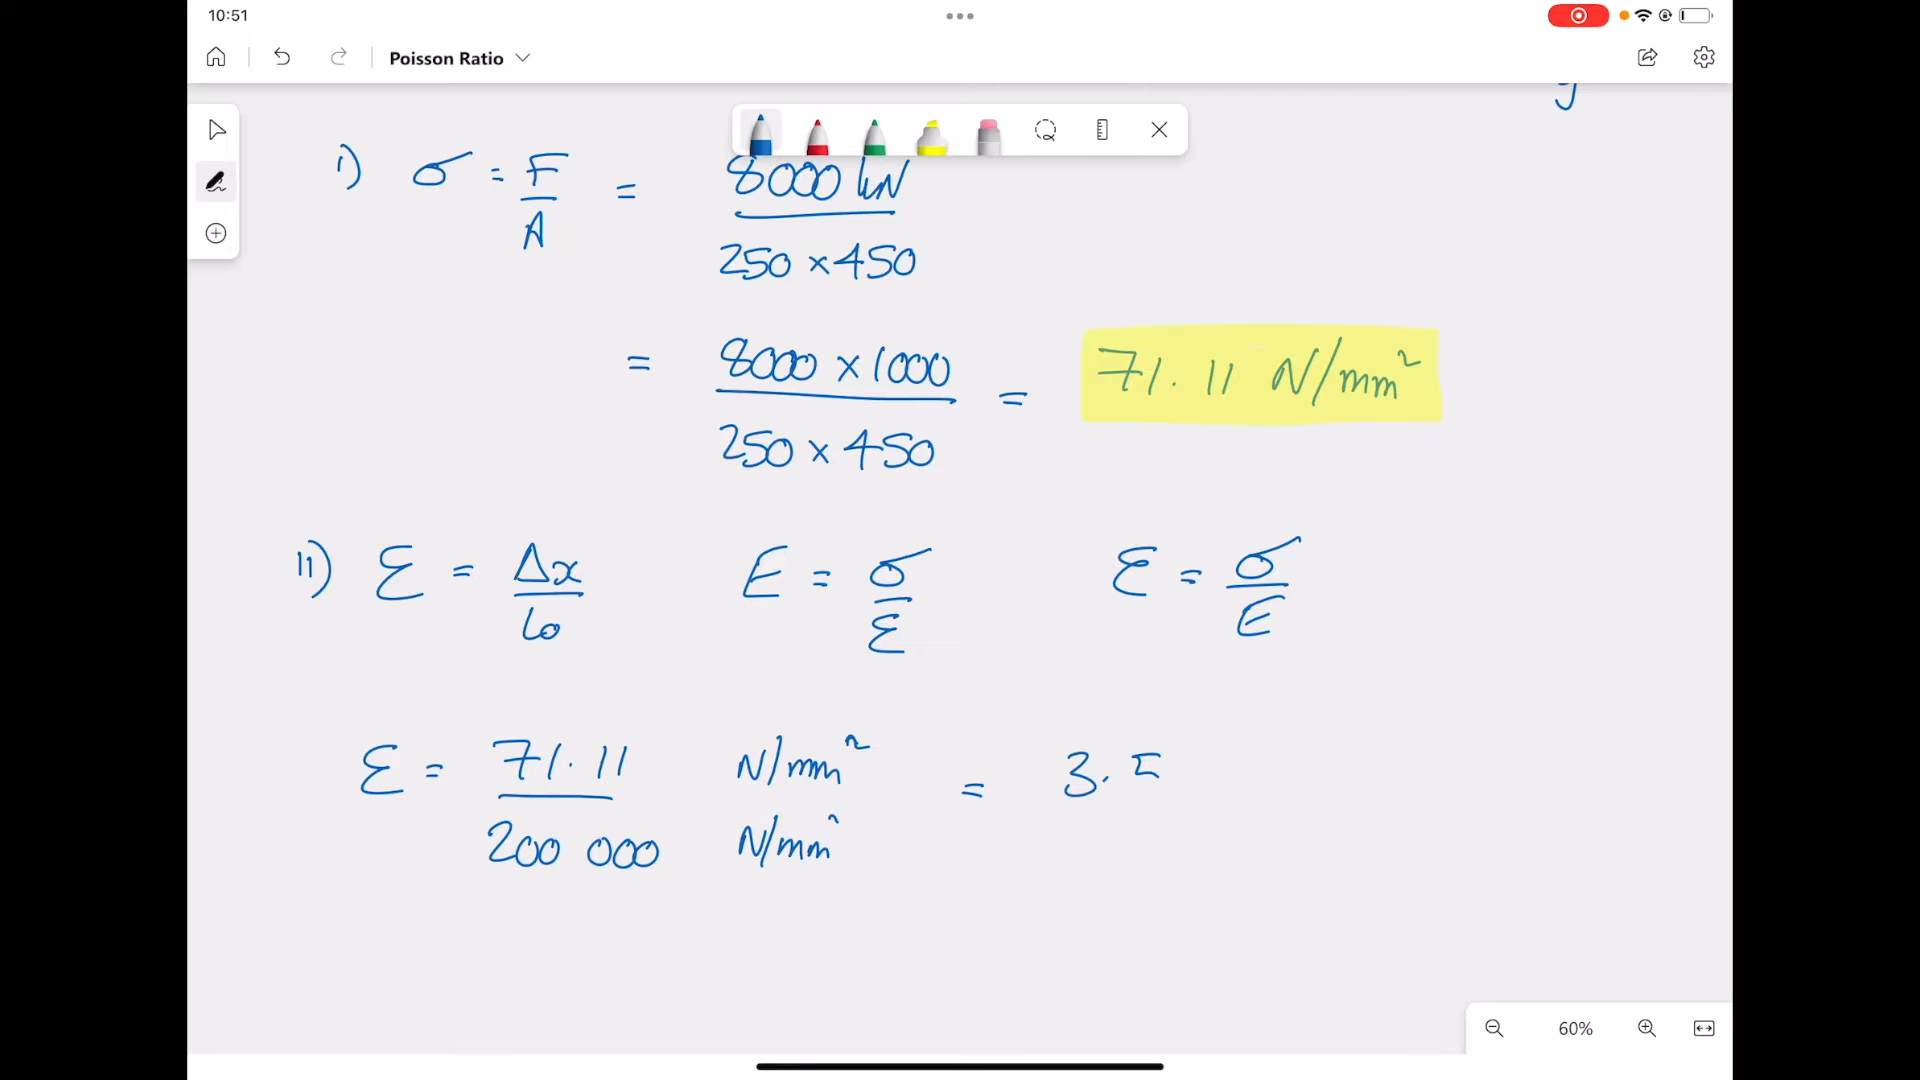 10:51
Poisson Ratio
y
i) σ = F/A = 8000 kN / 250 × 450
= 8000 × 1000 / 250 × 450 = 71.11 N/mm²
ii) Ɛ = Δx/lo E = σ/Ɛ Ɛ = σ/E
Ɛ = 71.11 / 200 000 N/mm² / N/mm² = 3.5
60%